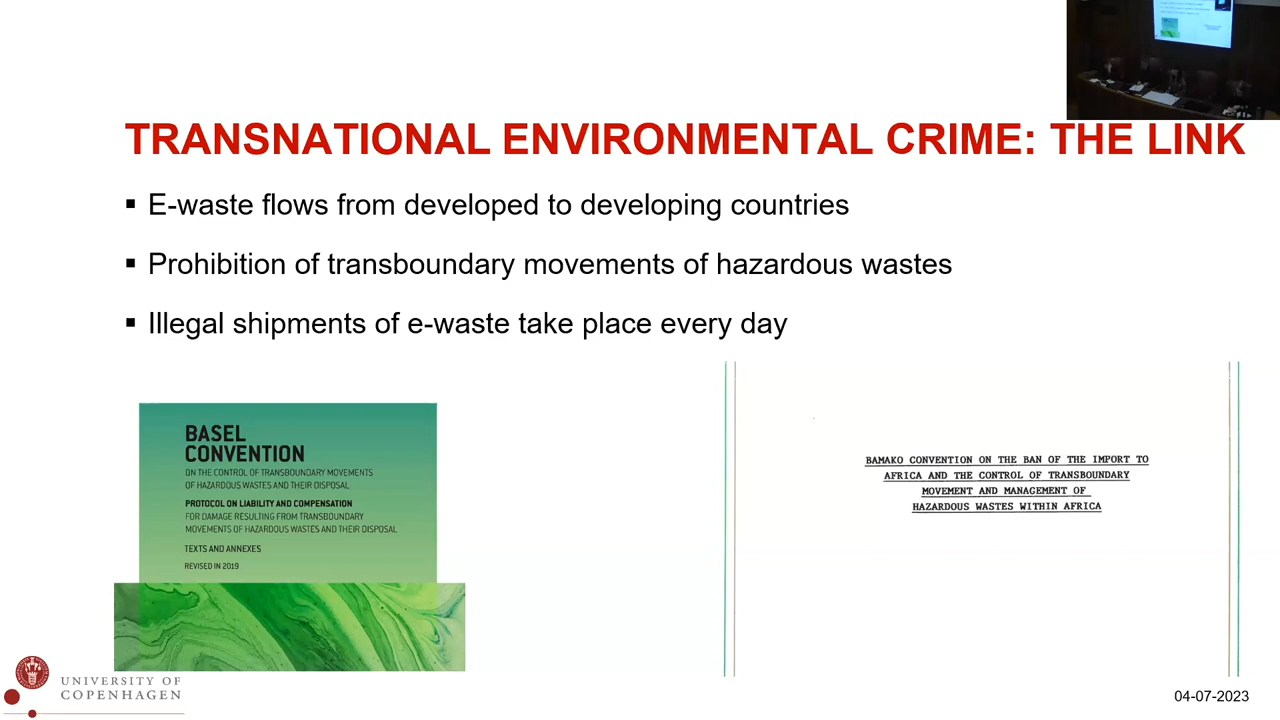 TRANSNATIONAL ENVIRONMENTAL CRIME: THE LINK
▪ E-waste flows from developed to developing countries
▪ Prohibition of transboundary movements of hazardous wastes
▪ Illegal shipments of e-waste take place every day
BASEL
CONVENTION
ON THE CONTROL OF TRANSBOUNDARY MOVEMENTS
OF HAZARDOUS WASTES AND THEIR DISPOSAL
PROTOCOL ON LIABILITY AND COMPENSATION
FOR DAMAGE RESULTING FROM TRANSBOUNDARY
MOVEMENTS OF HAZARDOUS WASTES AND THEIR DISPOSAL
TEXTS AND ANNEXES
REVISED IN 2019
BAMAKO CONVENTION ON THE BAN OF THE IMPORT TO
AFRICA AND THE CONTROL OF TRANSBOUNDARY
MOVEMENT AND MANAGEMENT OF
HAZARDOUS WASTES WITHIN AFRICA
UNIVERSITY OF
COPENHAGEN
04-07-2023